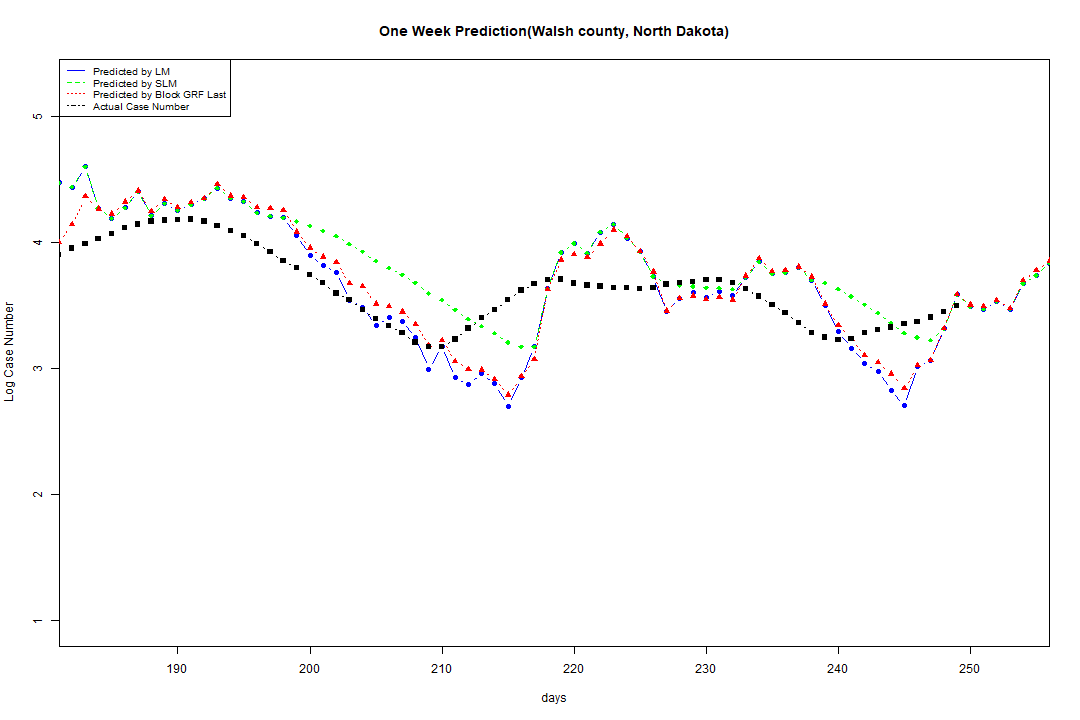 One Week Prediction(Walsh county, North Dakota)
Predicted by LM
Predicted by SLM
Predicted by Block GRF Last
Actual Case Number
5
4
3
2
1
Log Case Number
190 200 210 220 230 240 250
days